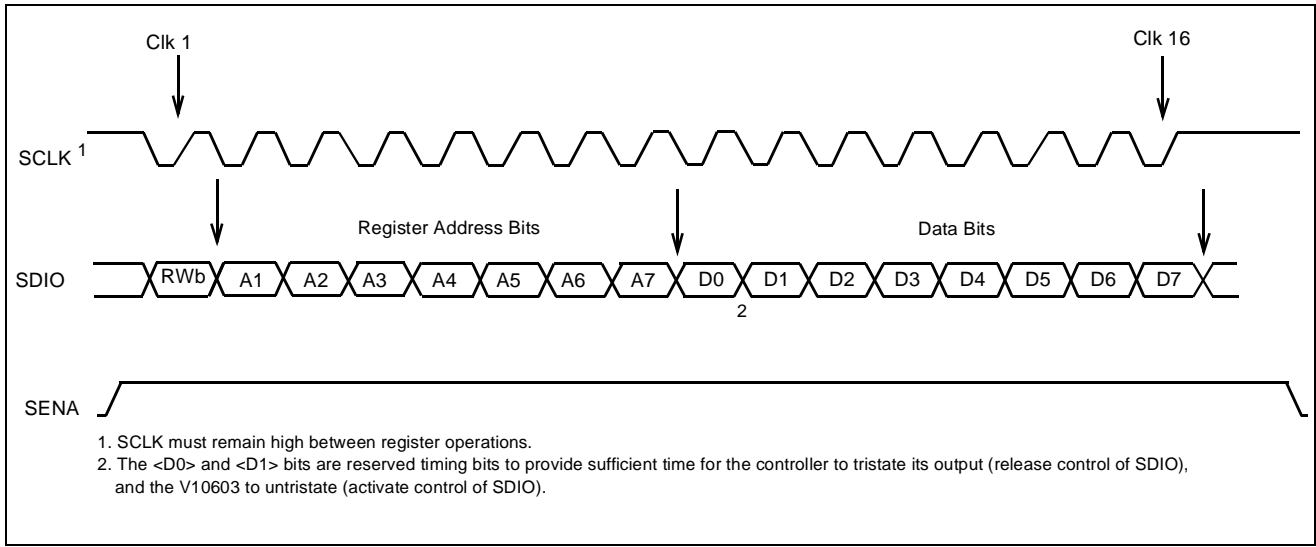 Clk 1
Clk 16
SCLK 1
Register Address Bits
Data Bits
SDIO
RWb A1 A2 A3 A4 A5 A6 A7 D0 D1 D2 D3 D4 D5 D6 D7
2
SENA
1. SCLK must remain high between register operations.
2. The <D0> and <D1> bits are reserved timing bits to provide sufficient time for the controller to tristate its output (release control of SDIO),
and the V10603 to untristate (activate control of SDIO).